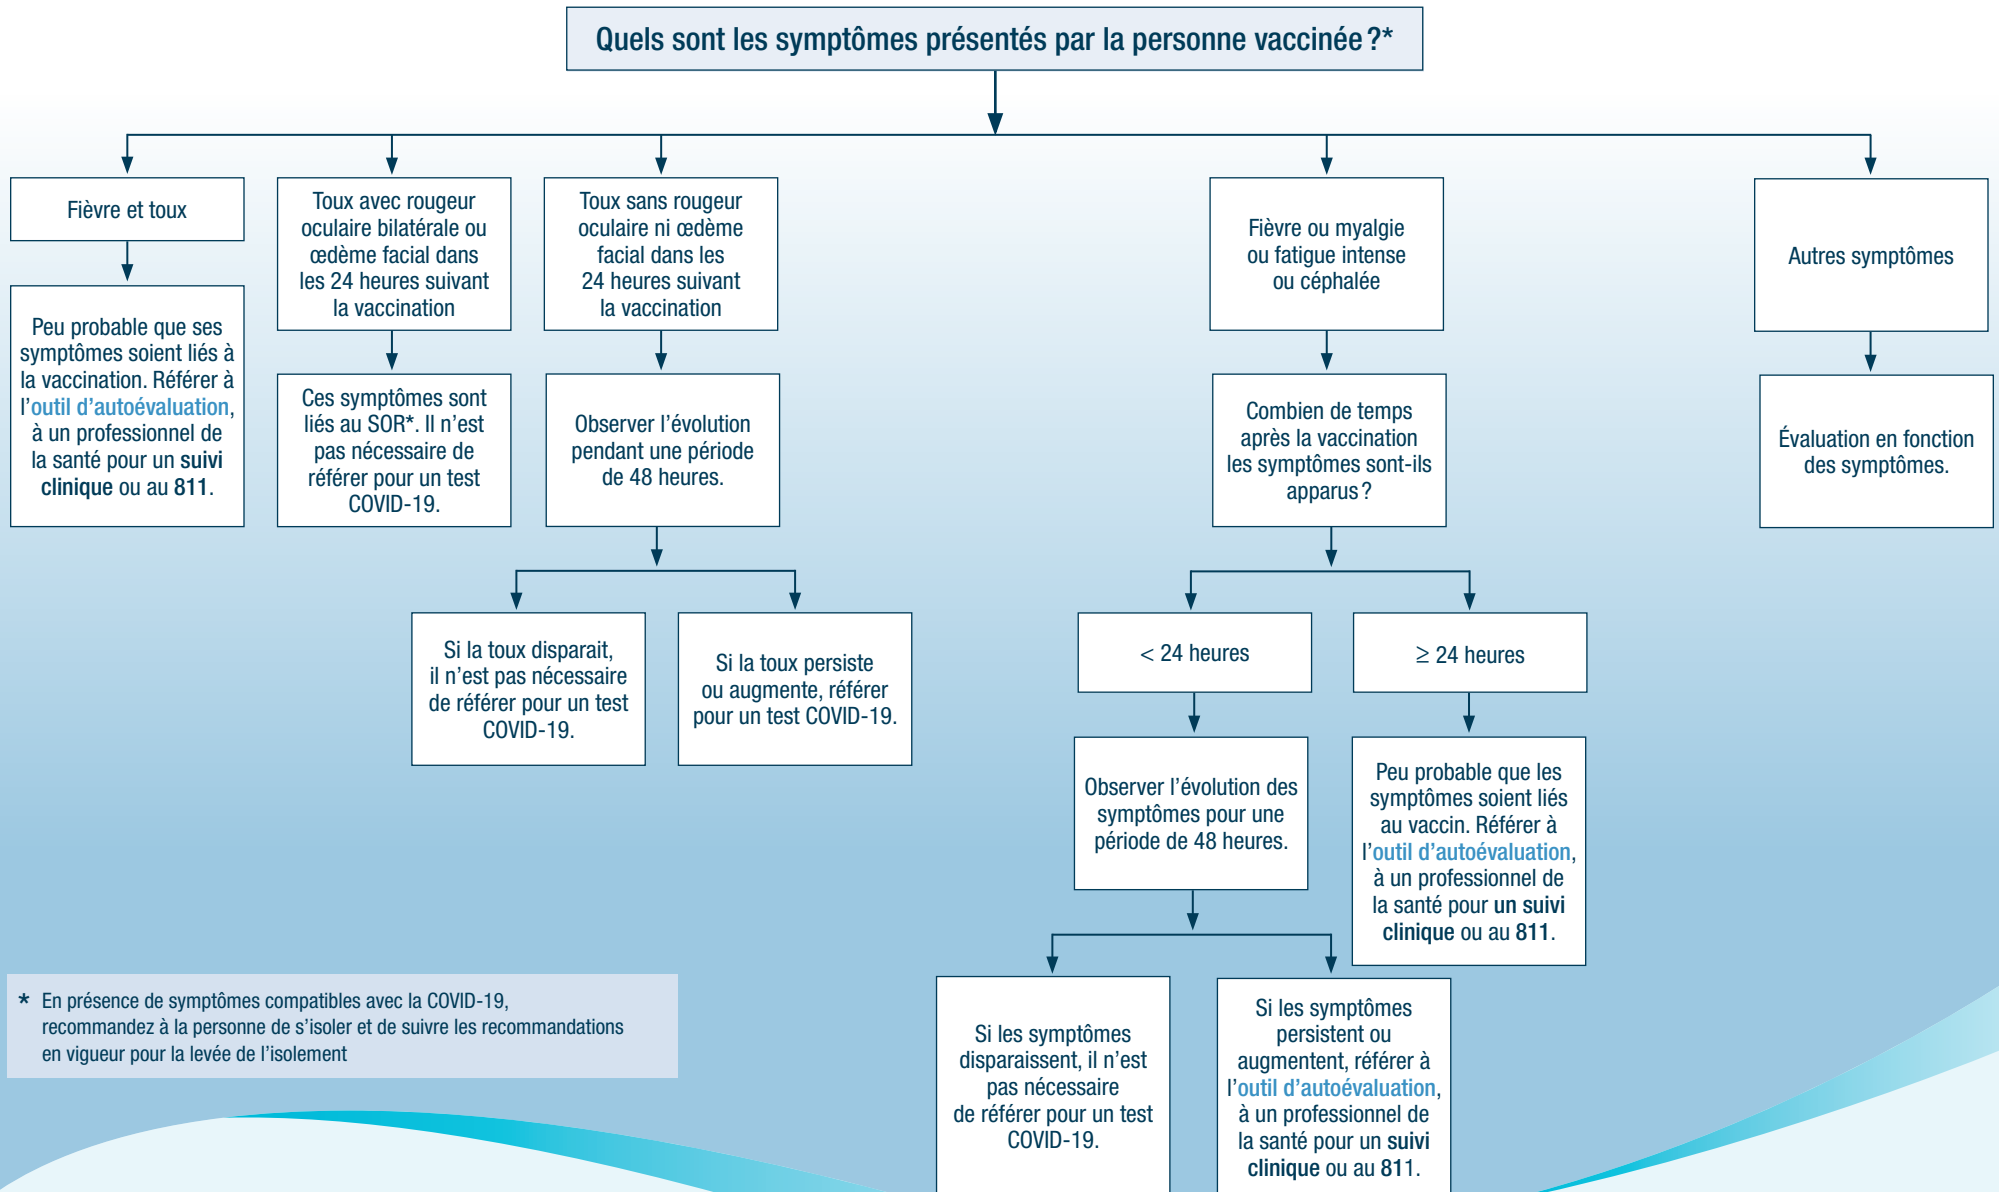 Quels sont les symptômes présentés par la personne vaccinée ?*
Fièvre et toux
Peu probable que ses
symptômes soient liés à
la vaccination. Référer à
l’outil d’autoévaluation,
à un professionnel de
la santé pour un suivi
clinique ou au 811.
Toux avec rougeur
oculaire bilatérale ou
œdème facial dans
les 24 heures suivant
la vaccination
Ces symptômes sont
liés au SOR*. Il n’est
pas nécessaire de
référer pour un test
COVID-19.
Toux sans rougeur
oculaire ni œdème
facial dans les
24 heures suivant
la vaccination
Observer l’évolution
pendant une période
de 48 heures.
Si la toux disparait,
il n’est pas nécessaire
de référer pour un test
COVID-19.
Si la toux persiste
ou augmente, référer
pour un test COVID-19.
Fièvre ou myalgie
ou fatigue intense
ou céphalée
Combien de temps
après la vaccination
les symptômes sont-ils
apparus ?
< 24 heures
Observer l’évolution des
symptômes pour une
période de 48 heures.
Si les symptômes
disparaissent, il n’est
pas nécessaire
de référer pour un test
COVID-19.
Si les symptômes
persistent ou
augmentent, référer à
l’outil d’autoévaluation,
à un professionnel de
la santé pour un suivi
clinique ou au 811.
≥ 24 heures
Peu probable que les
symptômes soient liés
au vaccin. Référer à
l’outil d’autoévaluation,
à un professionnel de
la santé pour un suivi
clinique ou au 811.
Autres symptômes
Évaluation en fonction
des symptômes.
* En présence de symptômes compatibles avec la COVID-19,
recommandez à la personne de s’isoler et de suivre les recommandations
en vigueur pour la levée de l’isolement